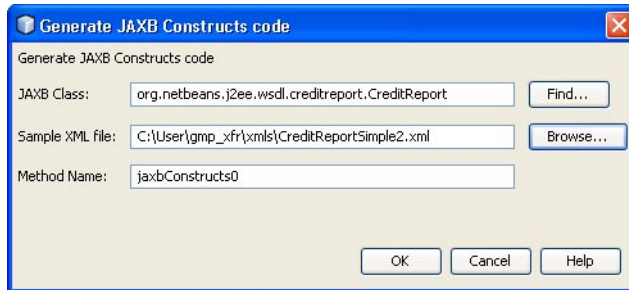 Generate JAXB Constructs code
Generate JAXB Constructs code
JAXB Class: org.netbeans.j2ee.wsdl.creditreport.CreditReport Find...
Sample XML file: C:\User\gmp_xfr\xmls\CreditReportSimple2.xml Browse...
Method Name: jaxbConstructs0
OK Cancel Help